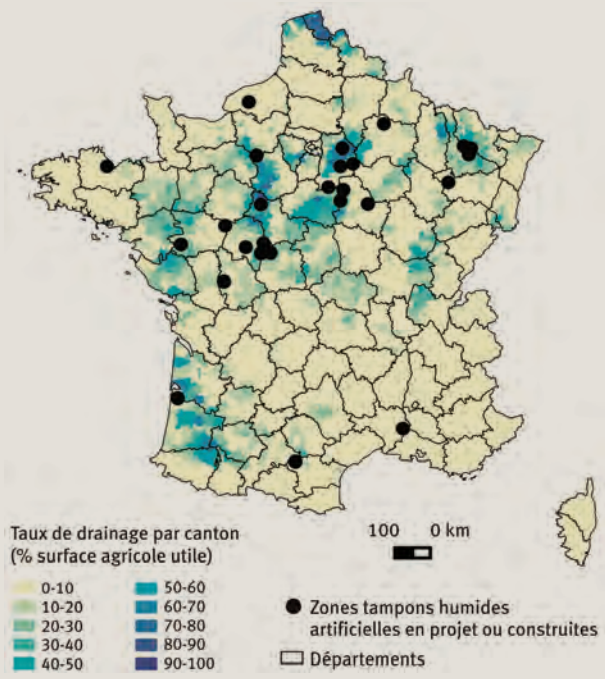 Taux de drainage par canton
(% surface agricole utile)
0-10
10-20
20-30
30-40
40-50
50-60
60-70
70-80
80-90
90-100
100 0 km
Zones tampons humides
artificielles en projet ou construites
Départements